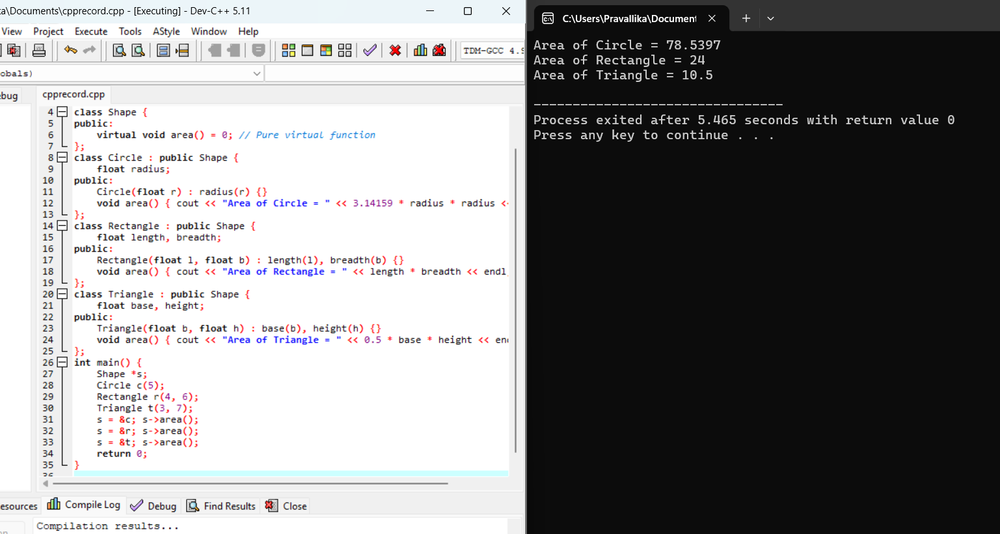 a\Documents\cpprecord.cpp - [Executing] - Dev-C++ 5.11
View Project Execute Tools AStyle Window Help
TDM-GCC 4.9
obals)
bug
cpprecord.cpp
4 class Shape {
5 public:
6 virtual void area() = 0; // Pure virtual function
7 };
8 class Circle : public Shape {
9 float radius;
10 public:
11 Circle(float r) : radius(r) {}
12 void area() { cout << "Area of Circle = " << 3.14159 * radius * radius <<
13 };
14 class Rectangle : public Shape {
15 float length, breadth;
16 public:
17 Rectangle(float l, float b) : length(l), breadth(b) {}
18 void area() { cout << "Area of Rectangle = " << length * breadth << endl
19 };
20 class Triangle : public Shape {
21 float base, height;
22 public:
23 Triangle(float b, float h) : base(b), height(h) {}
24 void area() { cout << "Area of Triangle = " << 0.5 * base * height << en
25 };
26 int main() {
27 Shape *s;
28 Circle c(5);
29 Rectangle r(4, 6);
30 Triangle t(3, 7);
31 s = &c; s->area();
32 s = &r; s->area();
33 s = &t; s->area();
34 return 0;
35 }
36
esources Compile Log Debug Find Results Close
Compilation results...
C:\Users\Pravallika\Document
Area of Circle = 78.5397
Area of Rectangle = 24
Area of Triangle = 10.5
--------------------------------
Process exited after 5.465 seconds with return value 0
Press any key to continue . . .